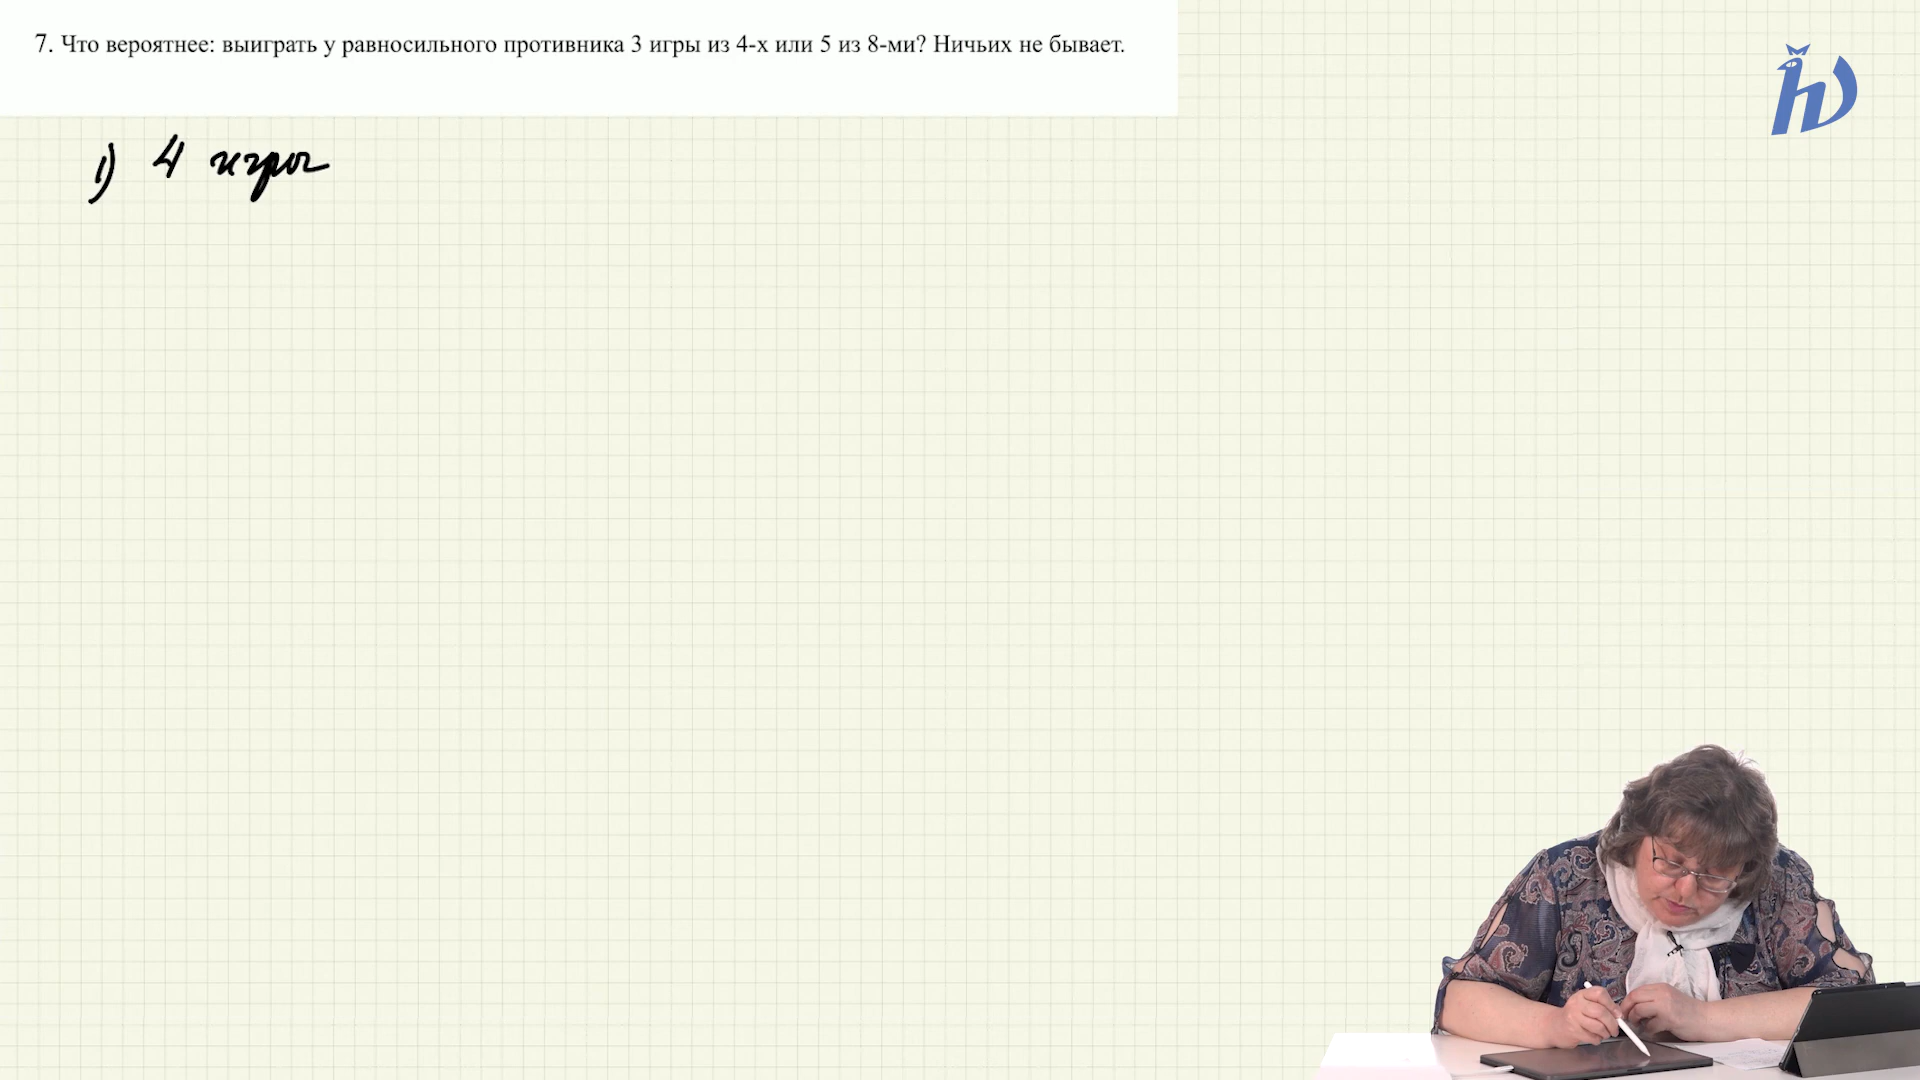 7. Что вероятнее: выиграть у равносильного противника 3 игры из 4-х или 5 из 8-ми? Ничьих не бывает.
1) 4 игры